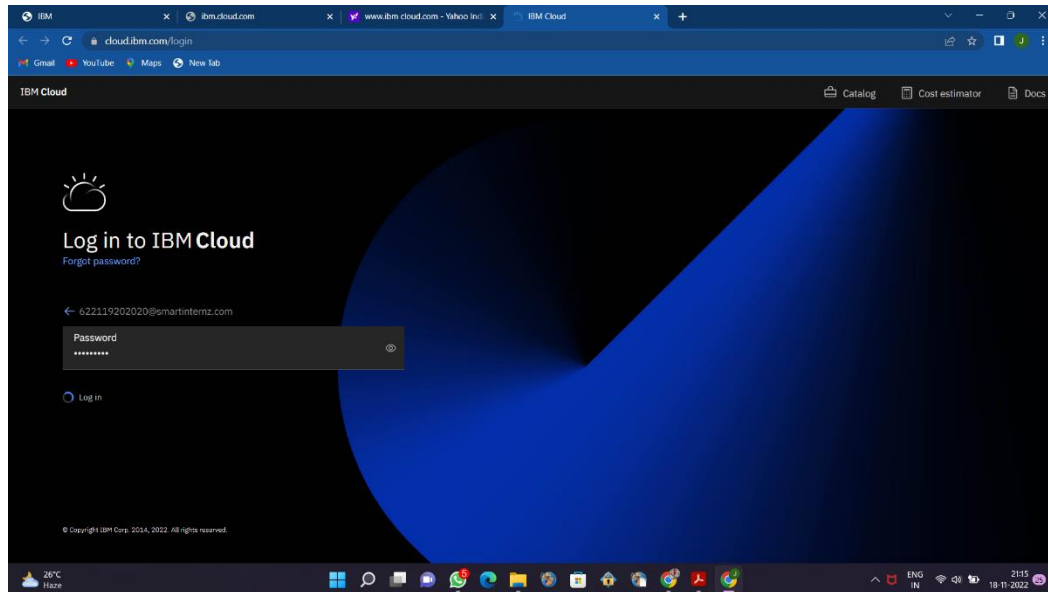 IBM
ibm.cloud.com
www.ibm cloud.com - Yahoo Ind
IBM Cloud
cloud.ibm.com/login
J
Gmail
YouTube
Maps
New Tab
IBM Cloud
Catalog
Cost estimator
Docs
Log in to IBM Cloud
Forgot password?
622119202020@smartinternz.com
Password
•••••••••
Log in
© Copyright IBM Corp. 2014, 2022. All rights reserved.
26°C
Haze
5
ENG
IN
21:15
18-11-2022